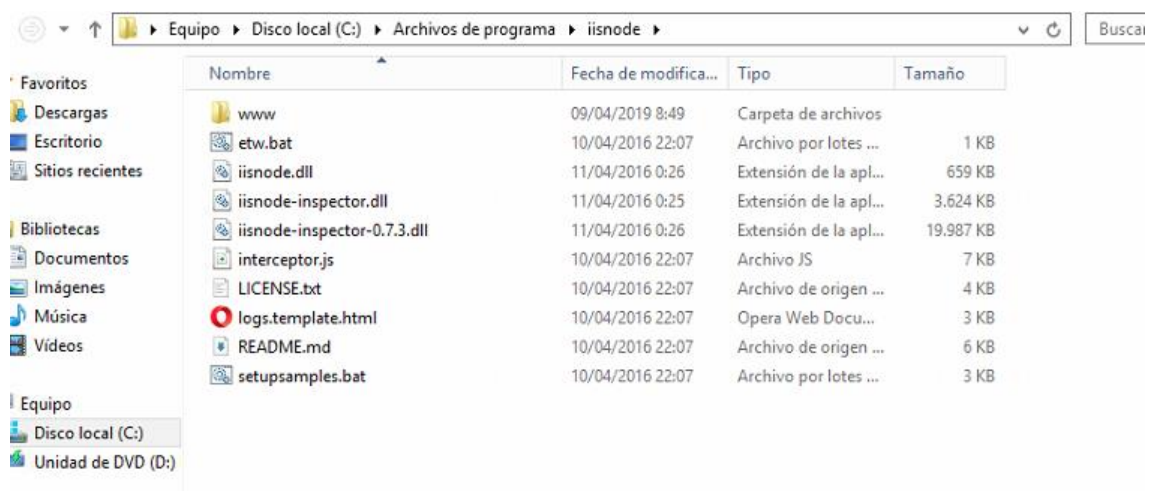 Equipo Disco local (C:) Archivos de programa iisnode Buscar
Favoritos
Descargas
Escritorio
Sitios recientes
Bibliotecas
Documentos
Imágenes
Música
Vídeos
Equipo
Disco local (C:)
Unidad de DVD (D:)
Nombre Fecha de modifica... Tipo Tamaño
www 09/04/2019 8:49 Carpeta de archivos
etw.bat 10/04/2016 22:07 Archivo por lotes ... 1 KB
iisnode.dll 11/04/2016 0:26 Extensión de la apl... 659 KB
iisnode-inspector.dll 11/04/2016 0:25 Extensión de la apl... 3.624 KB
iisnode-inspector-0.7.3.dll 11/04/2016 0:26 Extensión de la apl... 19.987 KB
interceptor.js 10/04/2016 22:07 Archivo JS 7 KB
LICENSE.txt 10/04/2016 22:07 Archivo de origen ... 4 KB
logs.template.html 10/04/2016 22:07 Opera Web Docu... 3 KB
README.md 10/04/2016 22:07 Archivo de origen ... 6 KB
setupsamples.bat 10/04/2016 22:07 Archivo por lotes ... 3 KB